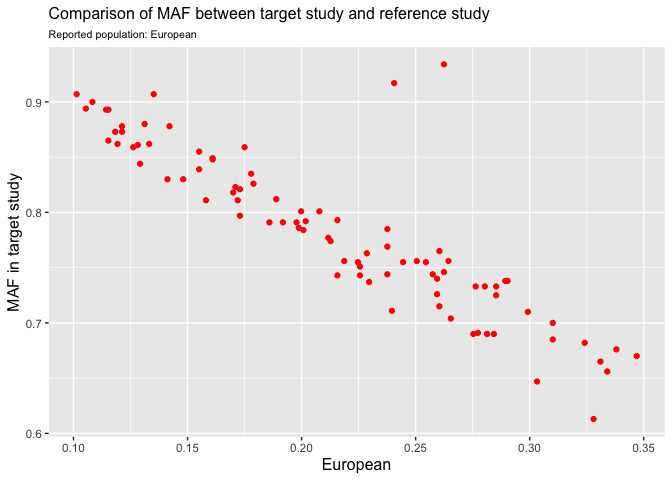 Comparison of MAF between target study and reference study
Reported population: European
MAF in target study
0.9
0.8
0.7
0.6
0.10 0.15 0.20 0.25 0.30 0.35
European